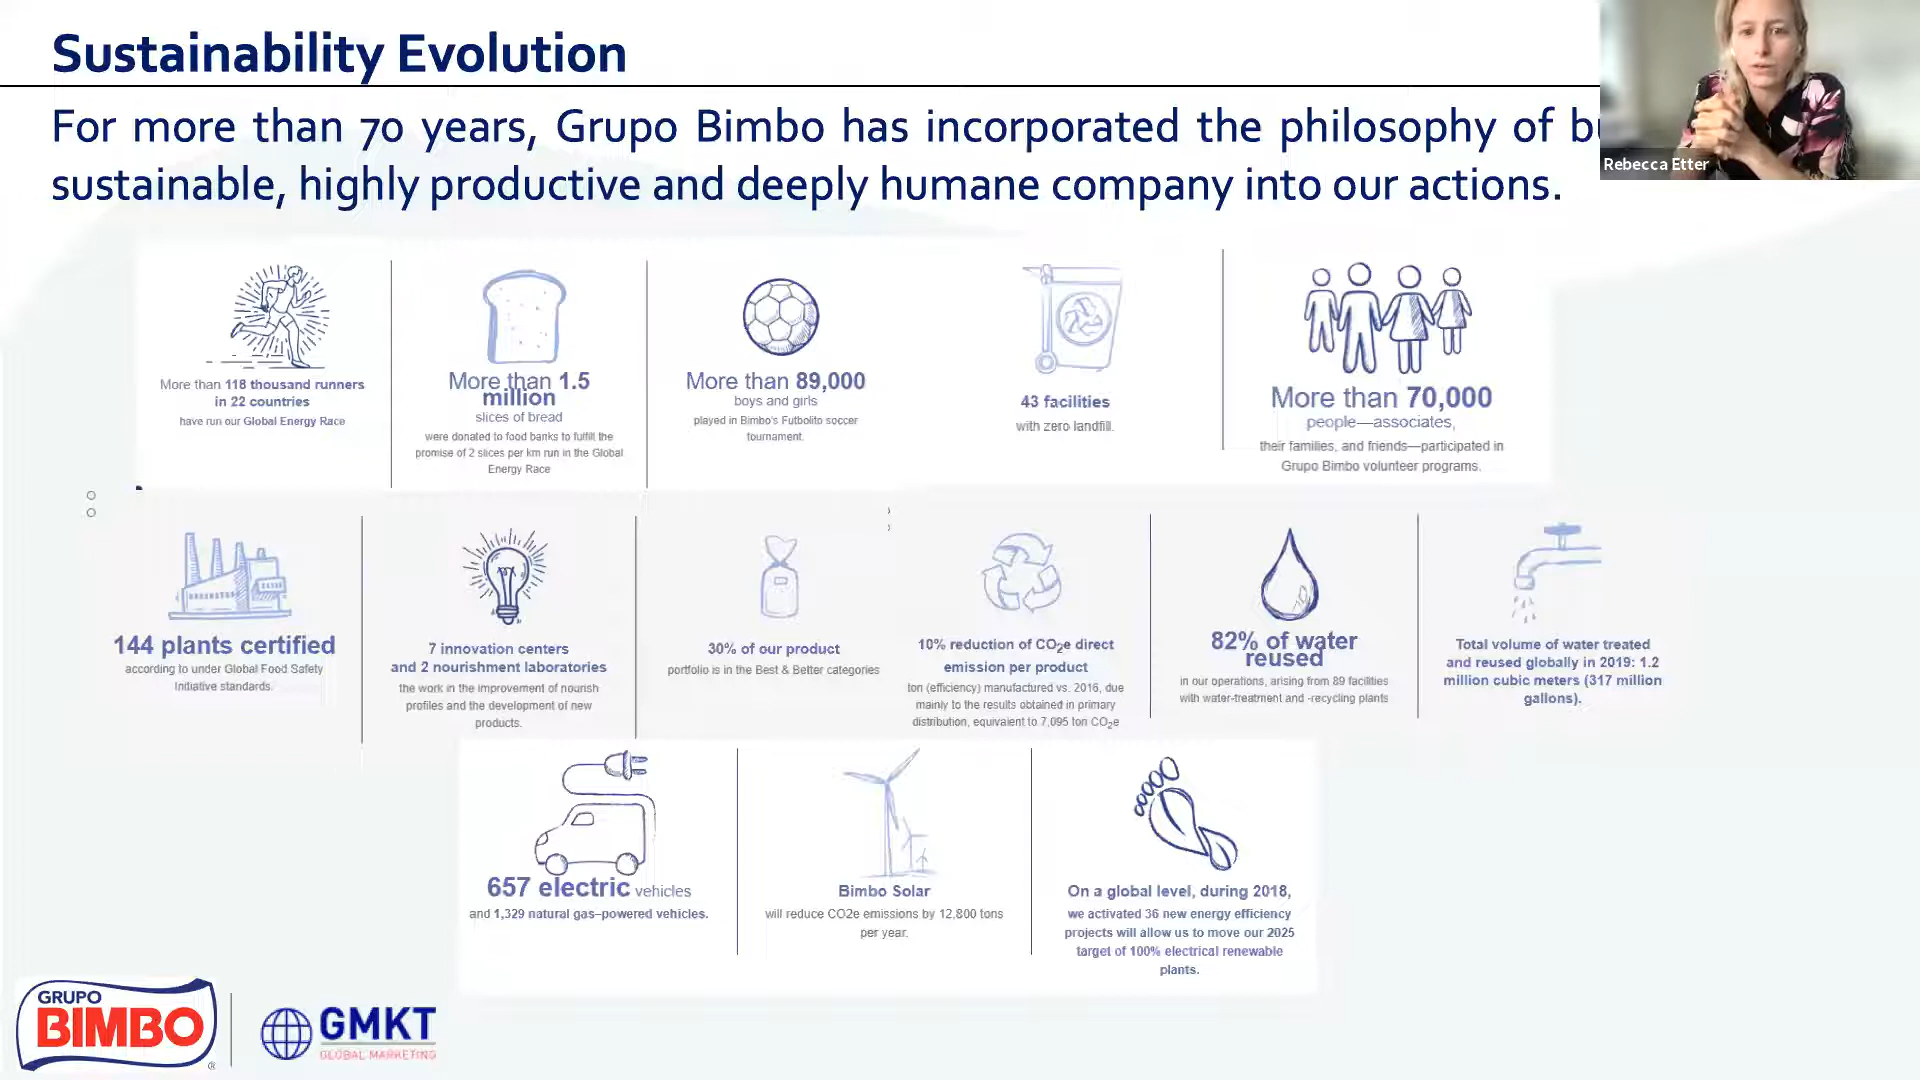 Sustainability Evolution
For more than 70 years, Grupo Bimbo has incorporated the philosophy of
sustainable, highly productive and deeply humane company into our actions.
Rebecca Etter
More than 118 thousand runners
in 22 countries
have run our Global Energy Race
More than 1.5
million
slices of bread
were donated to food banks to fulfill the
promise of 2 slices per km run in the Global
Energy Race
More than 89,000
boys and girls
played in Bimbo's Futbolito soccer
tournament.
43 facilities
with zero landfill.
More than 70,000
people—associates,
their families, and friends—participated in
Grupo Bimbo volunteer programs.
144 plants certified
according to under Global Food Safety
Initiative standards.
7 innovation centers
and 2 nourishment laboratories
the work in the improvement of nourish
profiles and the development of new
products.
30% of our product
portfolio is in the Best & Better categories
10% reduction of CO2e direct
emission per product
ton (efficiency) manufactured vs. 2016, due
mainly to the results obtained in primary
distribution, equivalent to 7,095 ton CO2e
82% of water
reused
in our operations, arising from 89 facilities
with water-treatment and -recycling plants
Total volume of water treated
and reused globally in 2019: 1.2
million cubic meters (317 million
gallons).
657 electric vehicles
and 1,329 natural gas–powered vehicles.
Bimbo Solar
will reduce CO2e emissions by 12,800 tons
per year.
On a global level, during 2018,
we activated 36 new energy efficiency
projects will allow us to move our 2025
target of 100% electrical renewable
plants.
GRUPO
BIMBO
®
GMKT
GLOBAL MARKETING